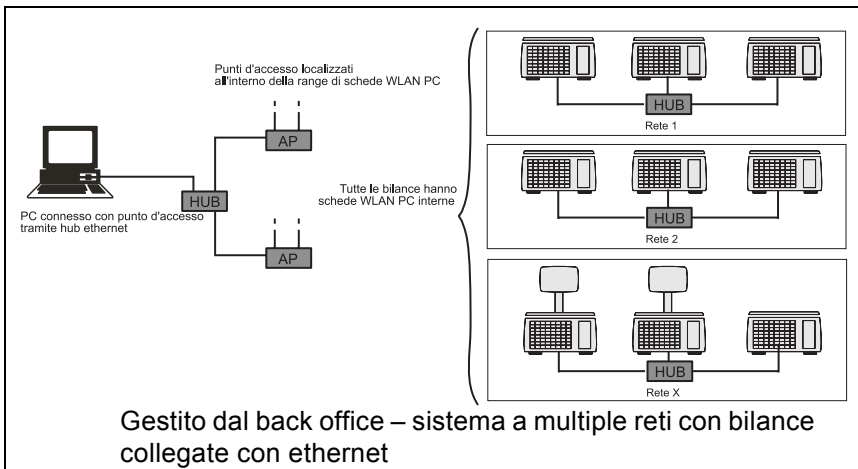 Punti d'accesso localizzati
all'interno della range di schede WLAN PC
AP
HUB
PC connesso con punto d'accesso
tramite hub ethernet
AP
Tutte le bilance hanno
schede WLAN PC interne
HUB
Rete 1
HUB
Rete 2
HUB
Rete X
Gestito dal back office – sistema a multiple reti con bilance
collegate con ethernet